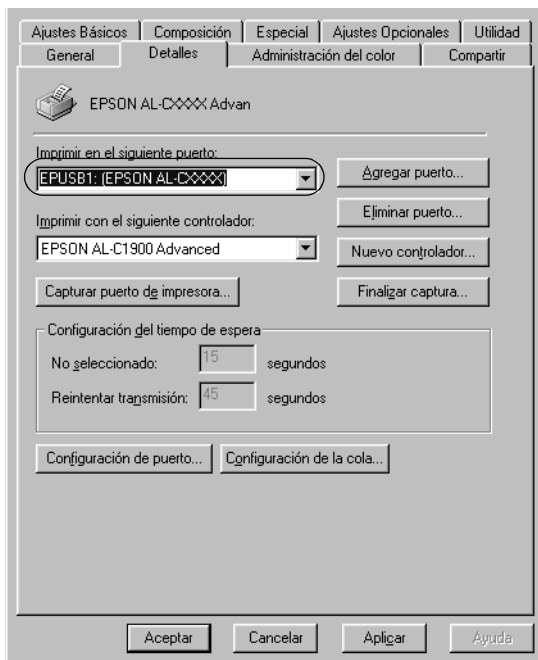 Ajustes Básicos Composición Especial Ajustes Opcionales Utilidad
General Detalles Administración del color Compartir
EPSON AL-CXXXX Advan
Imprimir en el siguiente puerto:
EPUSB1: (EPSON AL-CXXXX)
Agregar puerto...
Eliminar puerto...
Imprimir con el siguiente controlador:
EPSON AL-C1900 Advanced
Nuevo controlador...
Capturar puerto de impresora...
Finalizar captura...
Configuración del tiempo de espera
No seleccionado: 15 segundos
Reintentar transmisión: 45 segundos
Configuración de puerto... Configuración de la cola...
Aceptar Cancelar Aplicar Ayuda